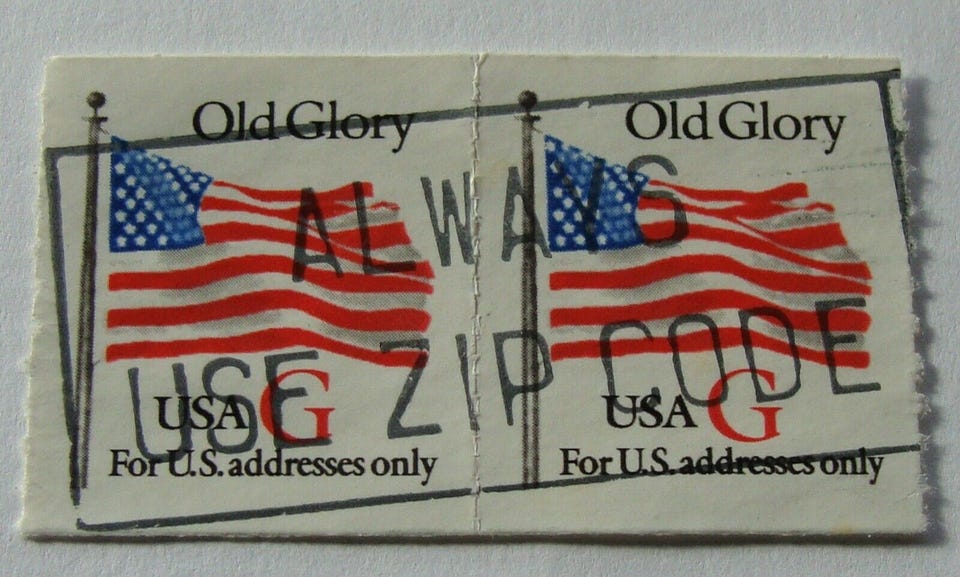 Old Glory
USA G
For U.S. addresses only
Old Glory
USA G
For U.S. addresses only
ALWAYS
USE ZIP CODE